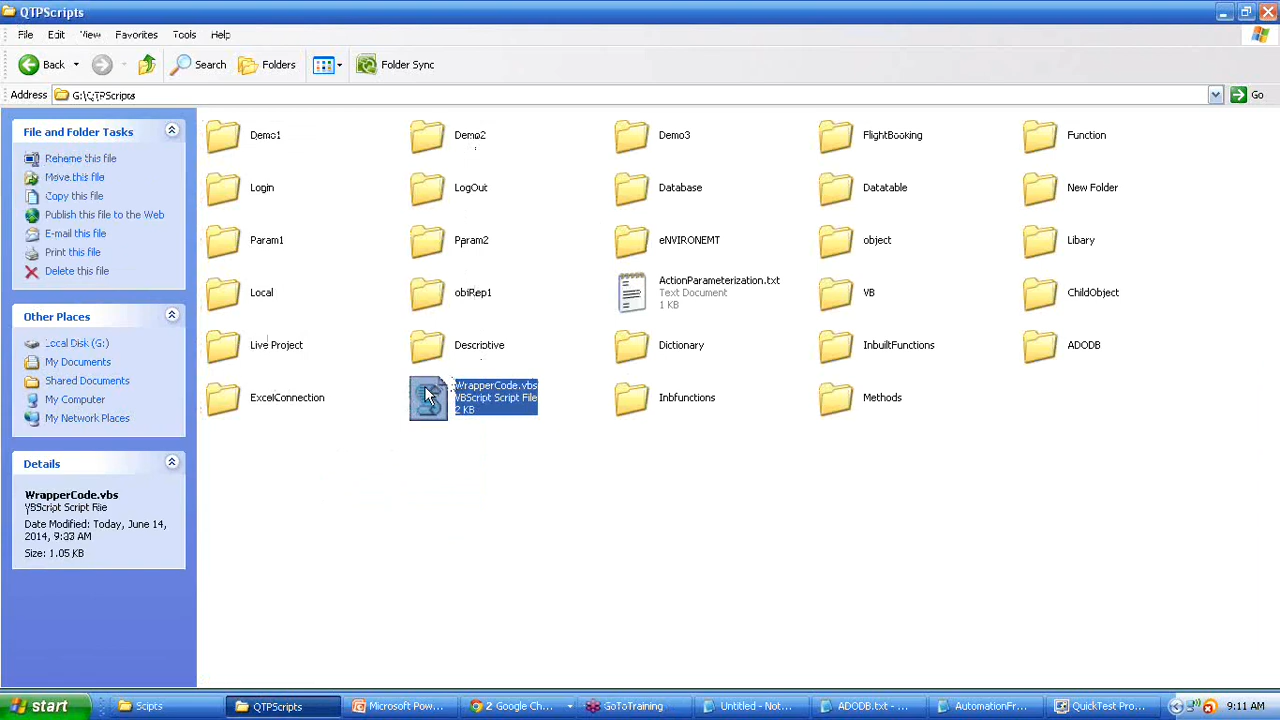 QTPScripts
File Edit View Favorites Tools Help
Back Search Folders Folder Sync
Address G:\QTPScripts Go
File and Folder Tasks
Rename this file
Move this file
Copy this file
Publish this file to the Web
E-mail this file
Print this file
Delete this file
Other Places
Local Disk (G:)
My Documents
Shared Documents
My Computer
My Network Places
Details
WrapperCode.vbs
VBScript Script File
Date Modified: Today, June 14,
2014, 9:33 AM
Size: 1.05 KB
Demo1 Demo2 Demo3 FlightBooking Function
Login LogOut Database Datatable New Folder
Param1 Param2 eNVIRONEMT object Libary
Local objRep1 ActionParameterization.txt VB ChildObject
Text Document
1 KB
Live Project Descriptive Dictionary InbuiltFunctions ADODB
ExcelConnection WrapperCode.vbs Inbfunctions Methods
VBScript Script File
2 KB
start Scipts QTPScripts Microsoft Pow... 2 Google Ch... GoToTraining Untitled - Not... ADODB.txt - ... AutomationFr... QuickTest Pro... 9:11 AM